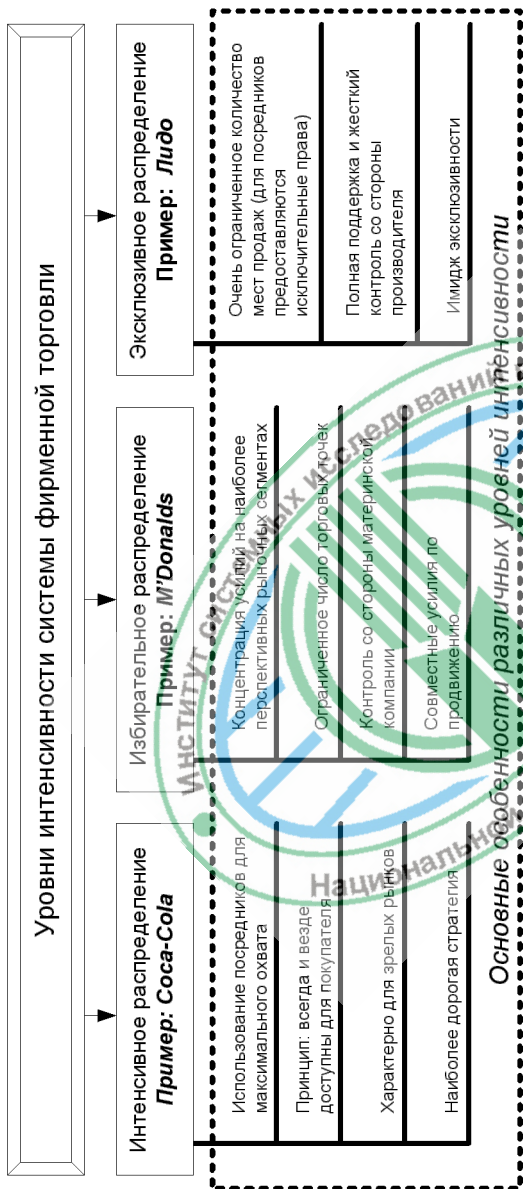 Уровни интенсивности системы фирменной торговли
Интенсивное распределение
Пример: Coca-Cola
Использование посредников для
максимального охвата
Принцип: всегда и везде
доступны для покупателя
Характерно для зрелых рынков
Наиболее дорогая стратегия
Избирательное распределение
Пример: M'Donalds
Концентрация усилий на наиболее
перспективных рыночных сегментах
Ограниченное число торговых точек
Контроль со стороны материнской
компании
Совместные усилия по
продвижению
Эксклюзивное распределение
Пример: Лидо
Очень ограниченное количество
мест продаж (для посредников
предоставляются
исключительные права)
Полная поддержка и жесткий
контроль со стороны
производителя
Имидж эксклюзивности
Основные особенности различных уровней интенсивности
Институт системных исследований
Национальной